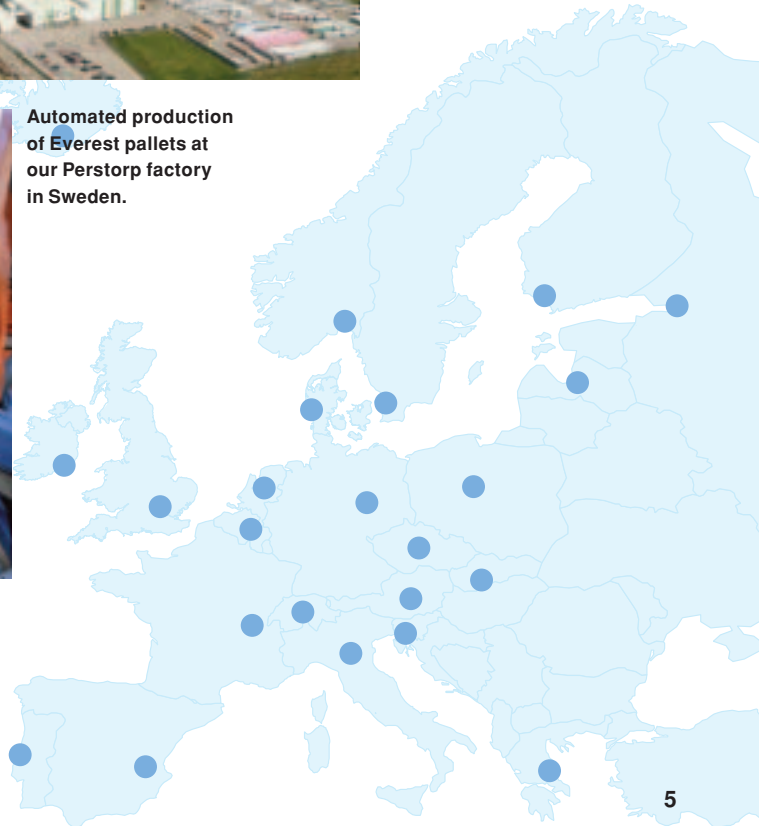 Automated production
of Everest pallets at
our Perstorp factory
in Sweden.
5